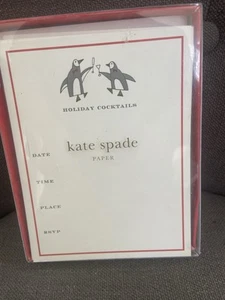 HOLIDAY COCKTAILS
kate spade
PAPER
DATE
TIME
PLACE
RSVP